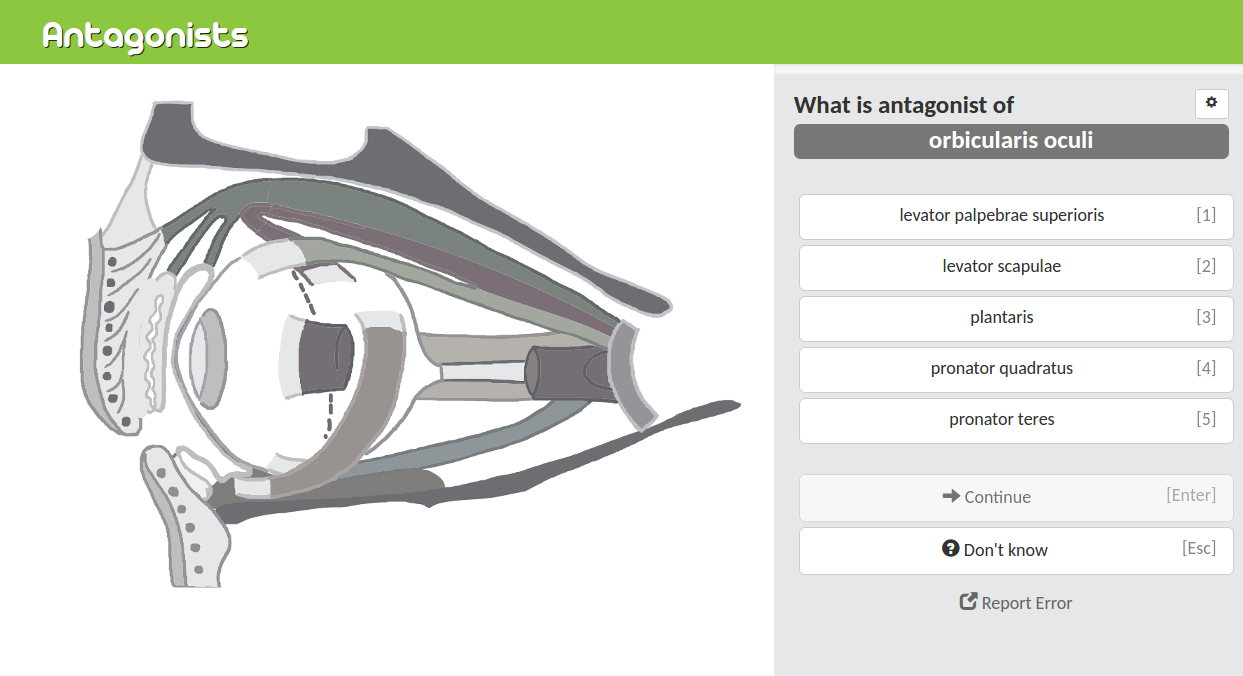 Antagonists
What is antagonist of
orbicularis oculi
levator palpebrae superioris [1]
levator scapulae [2]
plantaris [3]
pronator quadratus [4]
pronator teres [5]
Continue [Enter]
Don't know [Esc]
Report Error